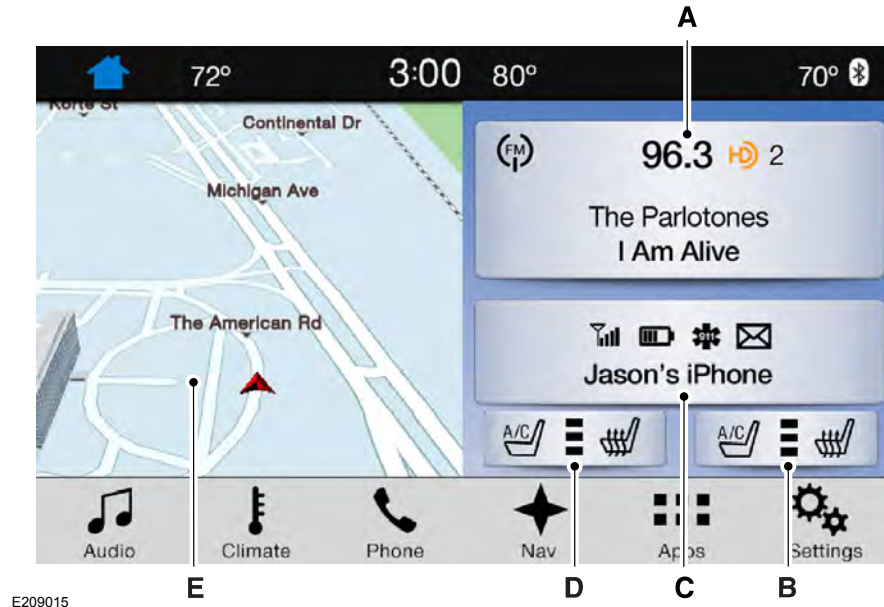 A
72° 3:00 80° 70°
Korte St
Continental Dr
Michigan Ave
The American Rd
FM 96.3 HD 2
The Parlotones
I Am Alive
911
Jason's iPhone
A/C A/C
Audio Climate Phone Nav Apps Settings
E D C B
E209015